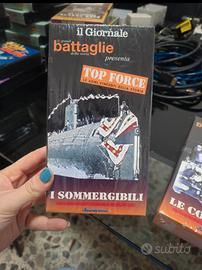 il Giornale
battaglie
presenta
TOP FORCE
I SOMMERGIBILI
LE CO
subito